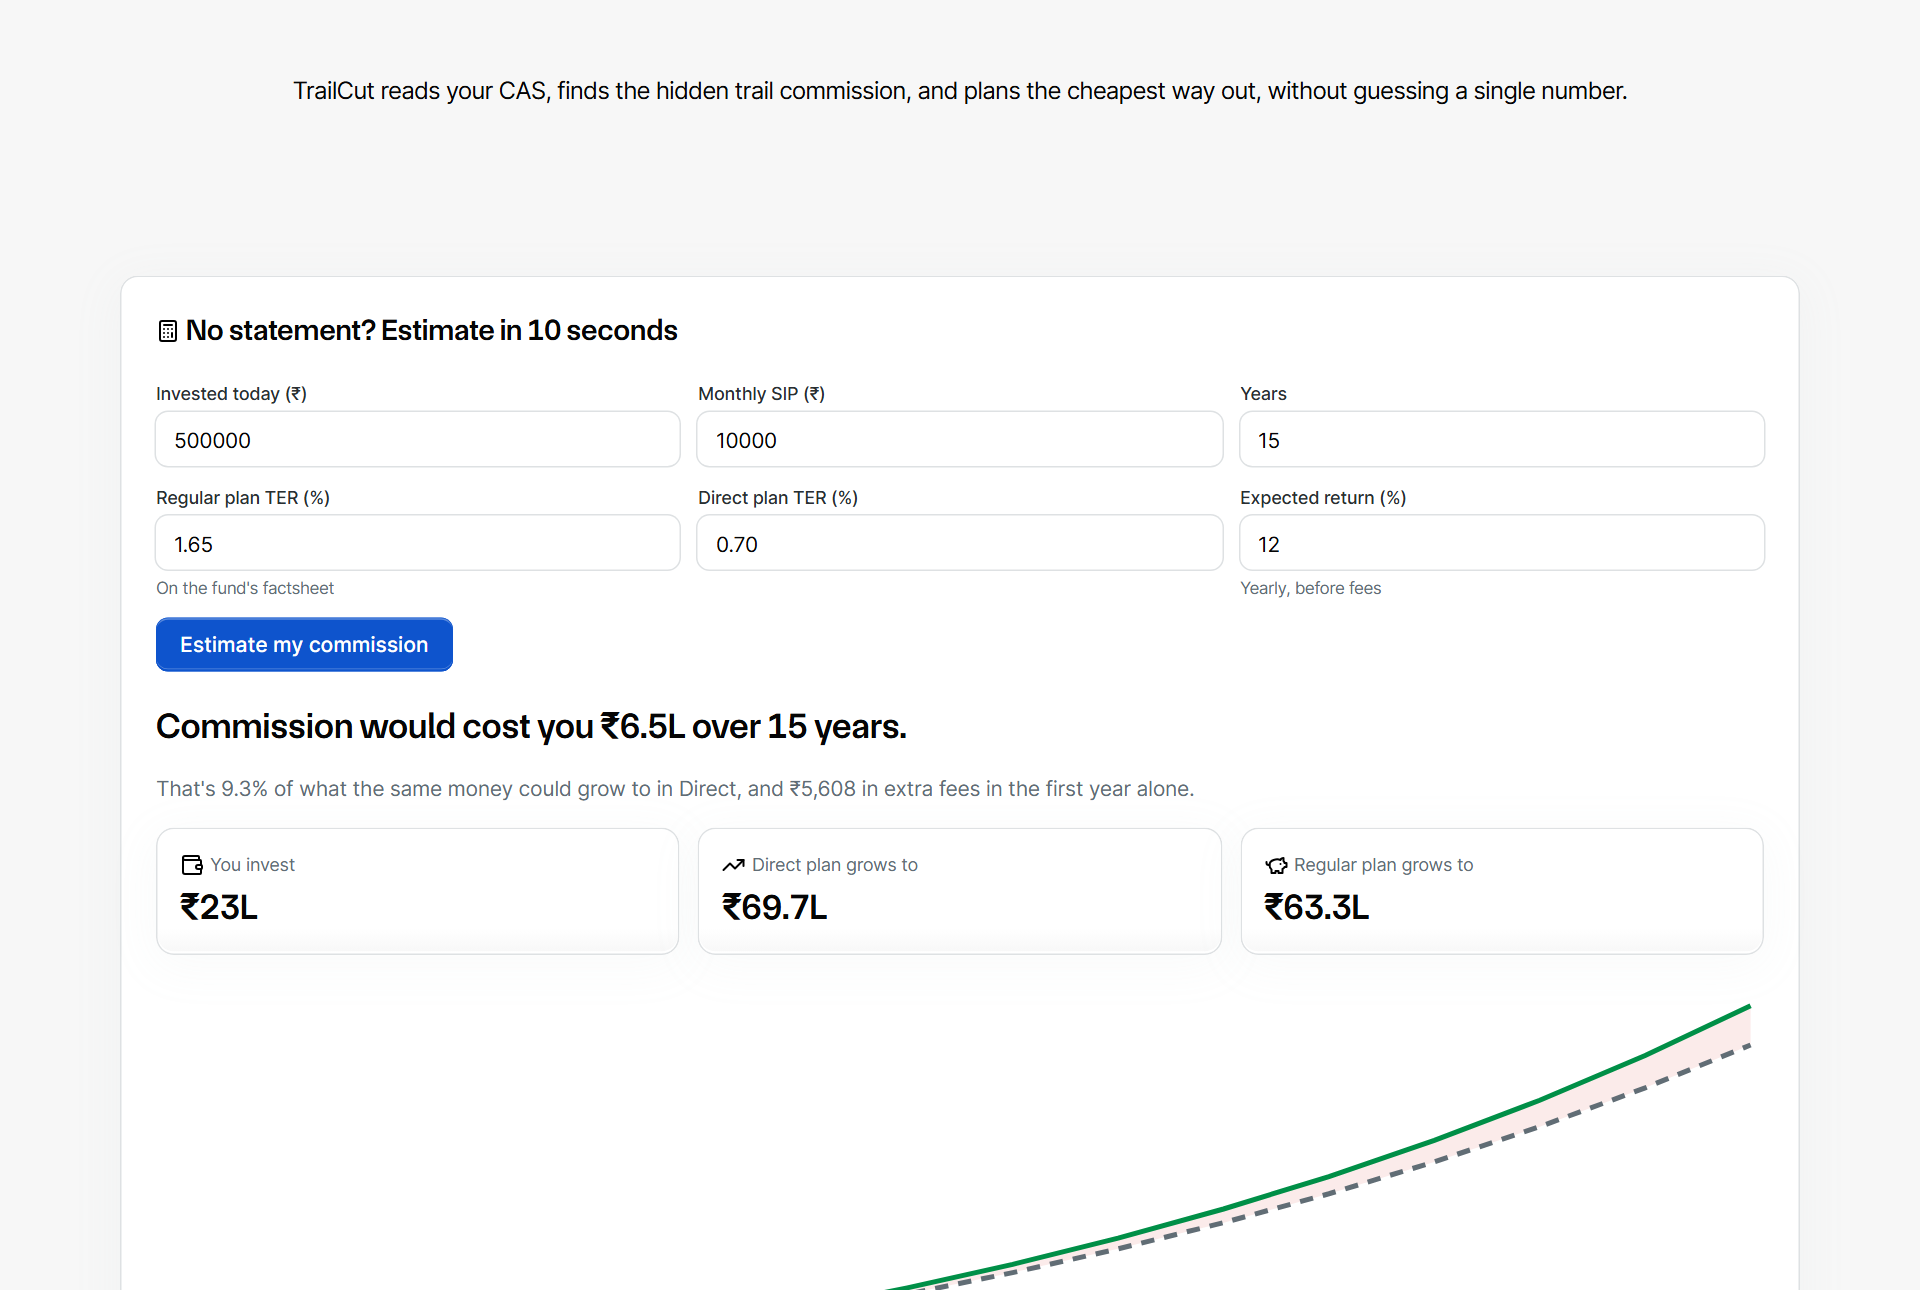 TrailCut reads your CAS, finds the hidden trail commission, and plans the cheapest way out, without guessing a single number.
No statement? Estimate in 10 seconds
Invested today (₹)
500000
Monthly SIP (₹)
10000
Years
15
Regular plan TER (%)
1.65
On the fund's factsheet
Direct plan TER (%)
0.70
Expected return (%)
12
Yearly, before fees
Estimate my commission
Commission would cost you ₹6.5L over 15 years.
That's 9.3% of what the same money could grow to in Direct, and ₹5,608 in extra fees in the first year alone.
You invest
₹23L
Direct plan grows to
₹69.7L
Regular plan grows to
₹63.3L